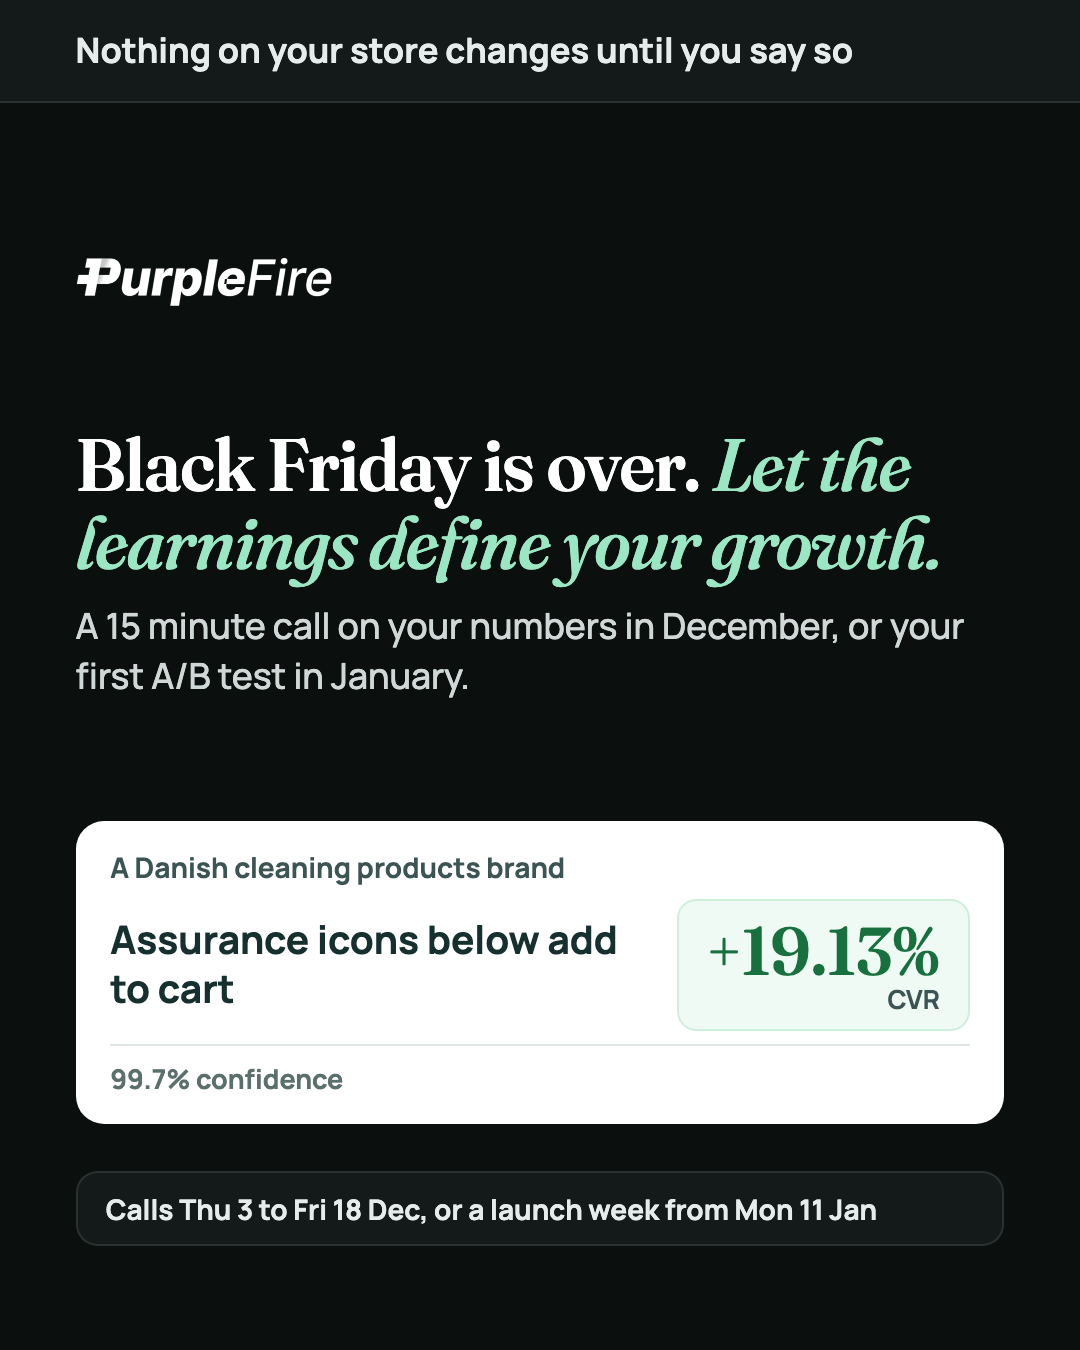 Nothing on your store changes until you say so
PurpleFire
Black Friday is over. Let the
learnings define your growth.
A 15 minute call on your numbers in December, or your
first A/B test in January.
A Danish cleaning products brand
Assurance icons below add
to cart
+19.13%
CVR
99.7% confidence
Calls Thu 3 to Fri 18 Dec, or a launch week from Mon 11 Jan